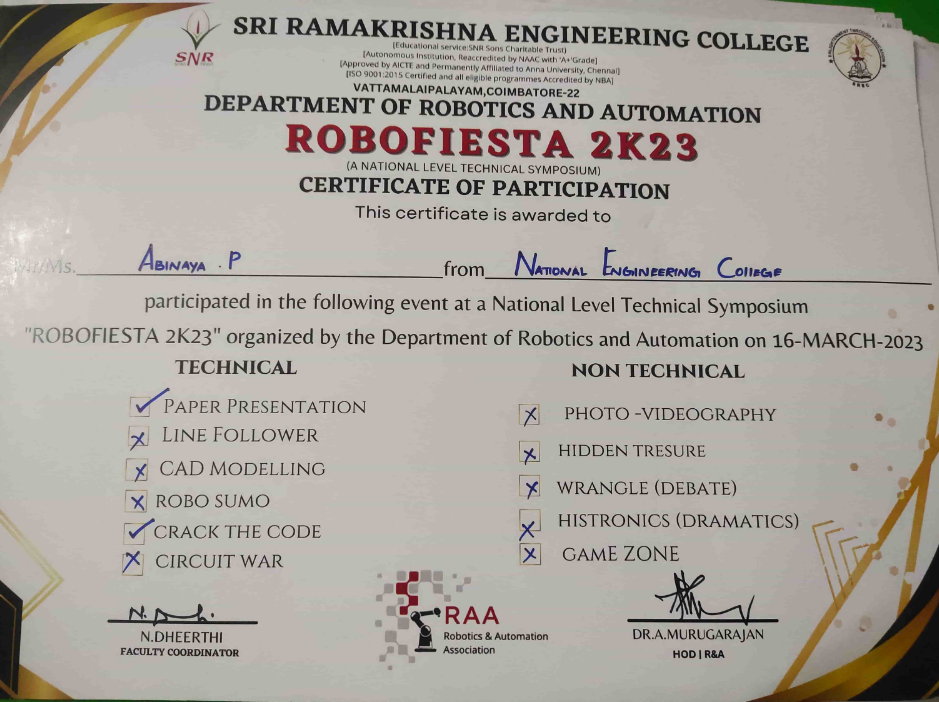 SRI RAMAKRISHNA ENGINEERING COLLEGE
SNR
[Educational service:SNR Sons Charitable Trust]
[Autonomous Institution, Reaccredited by NAAC with 'A+'Grade]
[Approved by AICTE and Permanently Affiliated to Anna University, Chennai]
[ISO 9001:2015 Certified and all eligible programmes Accredited by NBA]
VATTAMALAIPALAYAM,COIMBATORE-22
DEPARTMENT OF ROBOTICS AND AUTOMATION
ROBOFIESTA 2K23
(A NATIONAL LEVEL TECHNICAL SYMPOSIUM)
CERTIFICATE OF PARTICIPATION
This certificate is awarded to
Mr/Ms. ABINAYA . P from NATIONAL ENGINEERING COllEGE
participated in the following event at a National Level Technical Symposium
"ROBOFIESTA 2K23" organized by the Department of Robotics and Automation on 16-MARCH-2023
TECHNICAL
PAPER PRESENTATION
LINE FOLLOWER
CAD MODELLING
ROBO SUMO
CRACK THE CODE
CIRCUIT WAR
NON TECHNICAL
PHOTO -VIDEOGRAPHY
HIDDEN TRESURE
WRANGLE (DEBATE)
HISTRONICS (DRAMATICS)
GAME ZONE
N.DHEERTHI
FACULTY COORDINATOR
RAA
Robotics & Automation
Association
DR.A.MURUGARAJAN
HOD | R&A